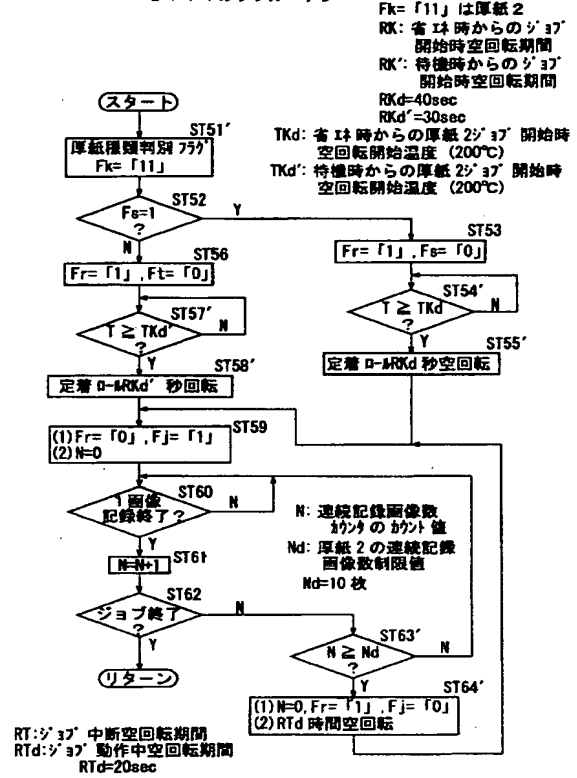 Fk=「11」は厚紙2
RK: 省エネ時からのジョブ
開始時空回転期間
RK': 待機時からのジョブ
開始時空回転期間
RKd=40sec
RKd'=30sec
TKd: 省エネ時からの厚紙2ジョブ開始時
空回転開始温度(200℃)
TKd': 待機時からの厚紙2ジョブ開始時
空回転開始温度(200℃)
スタート
ST51'
厚紙種類判別フラグ
Fk=「11」
ST52
Fs=1
?
Y
N
ST53
Fr=「1」,Fs=「0」
ST56
Fr=「1」,Ft=「0」
ST54'
T ≧ TKd
?
N
Y
ST57'
T ≧ TKd'
?
N
Y
ST55'
定着ロールRKd 秒空回転
ST58'
定着ロールRKd' 秒回転
ST59
(1)Fr=「0」,Fj=「1」
(2)N=0
ST60
1画像
記録終了?
N
Y
N: 連続記録画像数
カウンタのカウント値
Nd: 厚紙2の連続記録
画像数制限値
Nd=10枚
ST61
N=N+1
ST62
ジョブ終了
?
N
Y
ST63'
N ≧ Nd
?
N
Y
リターン
ST64'
(1)N=0,Fr=「1」,Fj=「0」
(2)RTd時間空回転
RT:ジョブ中断空回転期間
RTd:ジョブ動作中空回転期間
RTd=20sec